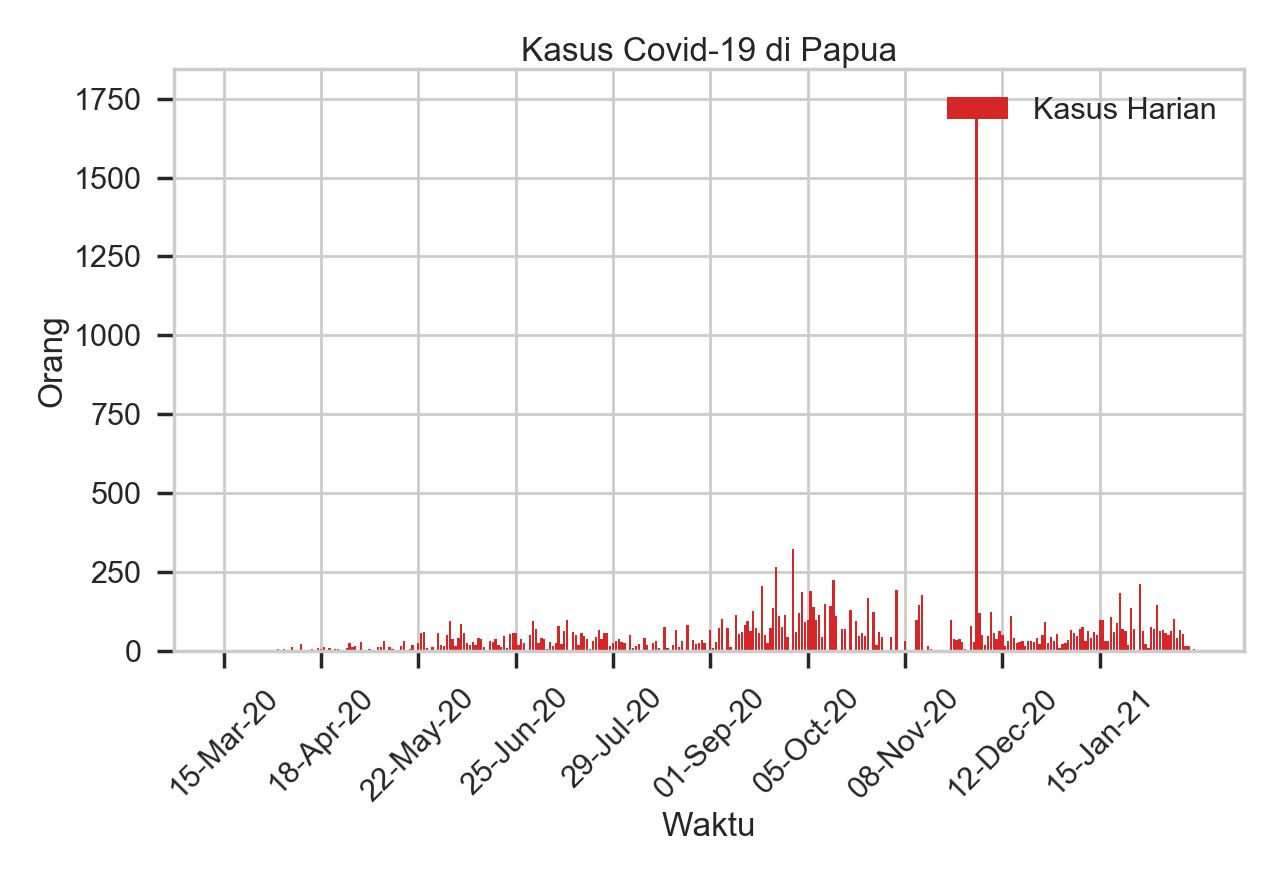 Kasus Covid-19 di Papua
Kasus Harian
Orang
1750
1500
1250
1000
750
500
250
0
15-Mar-20
18-Apr-20
22-May-20
25-Jun-20
29-Jul-20
01-Sep-20
05-Oct-20
08-Nov-20
12-Dec-20
15-Jan-21
Waktu